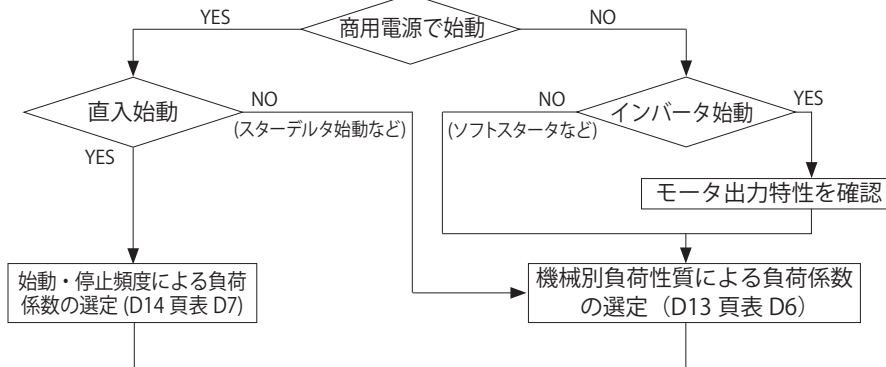 商用電源で始動
YES
NO
直入始動
NO
(スターデルタ始動など)
YES
インバータ始動
NO
(ソフトスタータなど)
YES
モータ出力特性を確認
始動・停止頻度による負荷
係数の選定 (D14 頁表 D7)
機械別負荷性質による負荷係数
の選定（D13 頁表 D6）